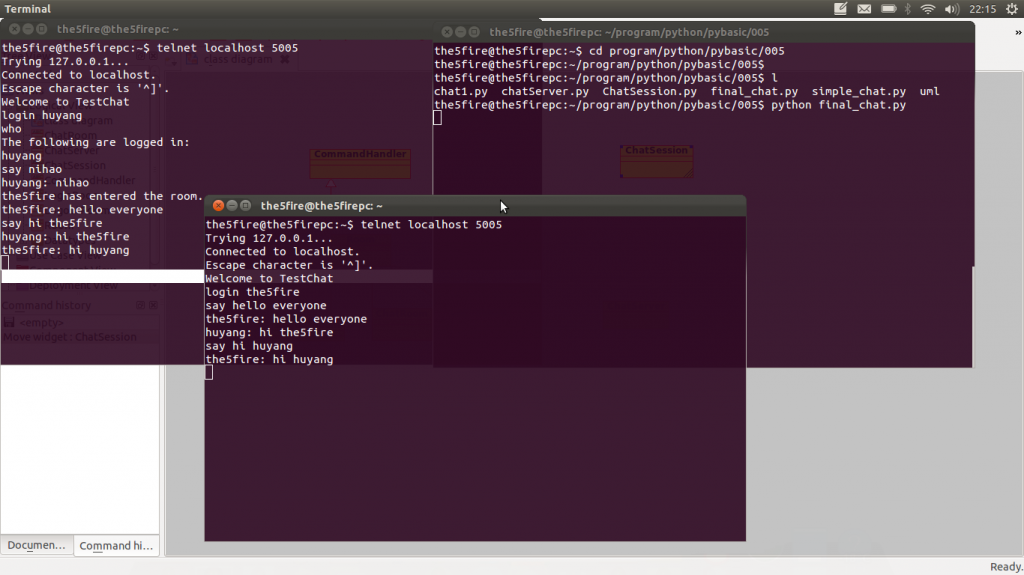 Terminal
22:15
the5fire@the5firepc: ~
the5fire@the5firepc:~$ telnet localhost 5005
Trying 127.0.0.1...
Connected to localhost.
Escape character is '^]'.
Welcome to TestChat
login huyang
who
The following are logged in:
huyang
say nihao
huyang: nihao
the5fire has entered the room.
the5fire: hello everyone
say hi the5fire
huyang: hi the5fire
the5fire: hi huyang
the5fire@the5firepc: ~/program/python/pybasic/005
the5fire@the5firepc:~$ cd program/python/pybasic/005
the5fire@the5firepc:~/program/python/pybasic/005$
the5fire@the5firepc:~/program/python/pybasic/005$ l
chat1.py chatServer.py ChatSession.py final_chat.py simple_chat.py uml
the5fire@the5firepc:~/program/python/pybasic/005$ python final_chat.py
class diagram
ChatRoom
ChatServer
CommandHandler
ChatSession
the5fire@the5firepc: ~
the5fire@the5firepc:~$ telnet localhost 5005
Trying 127.0.0.1...
Connected to localhost.
Escape character is '^]'.
Welcome to TestChat
login the5fire
say hello everyone
the5fire: hello everyone
huyang: hi the5fire
say hi huyang
the5fire: hi huyang
Deployment View
Command history
<empty>
Move widget : ChatSession
Documen...
Command hi...
Ready.